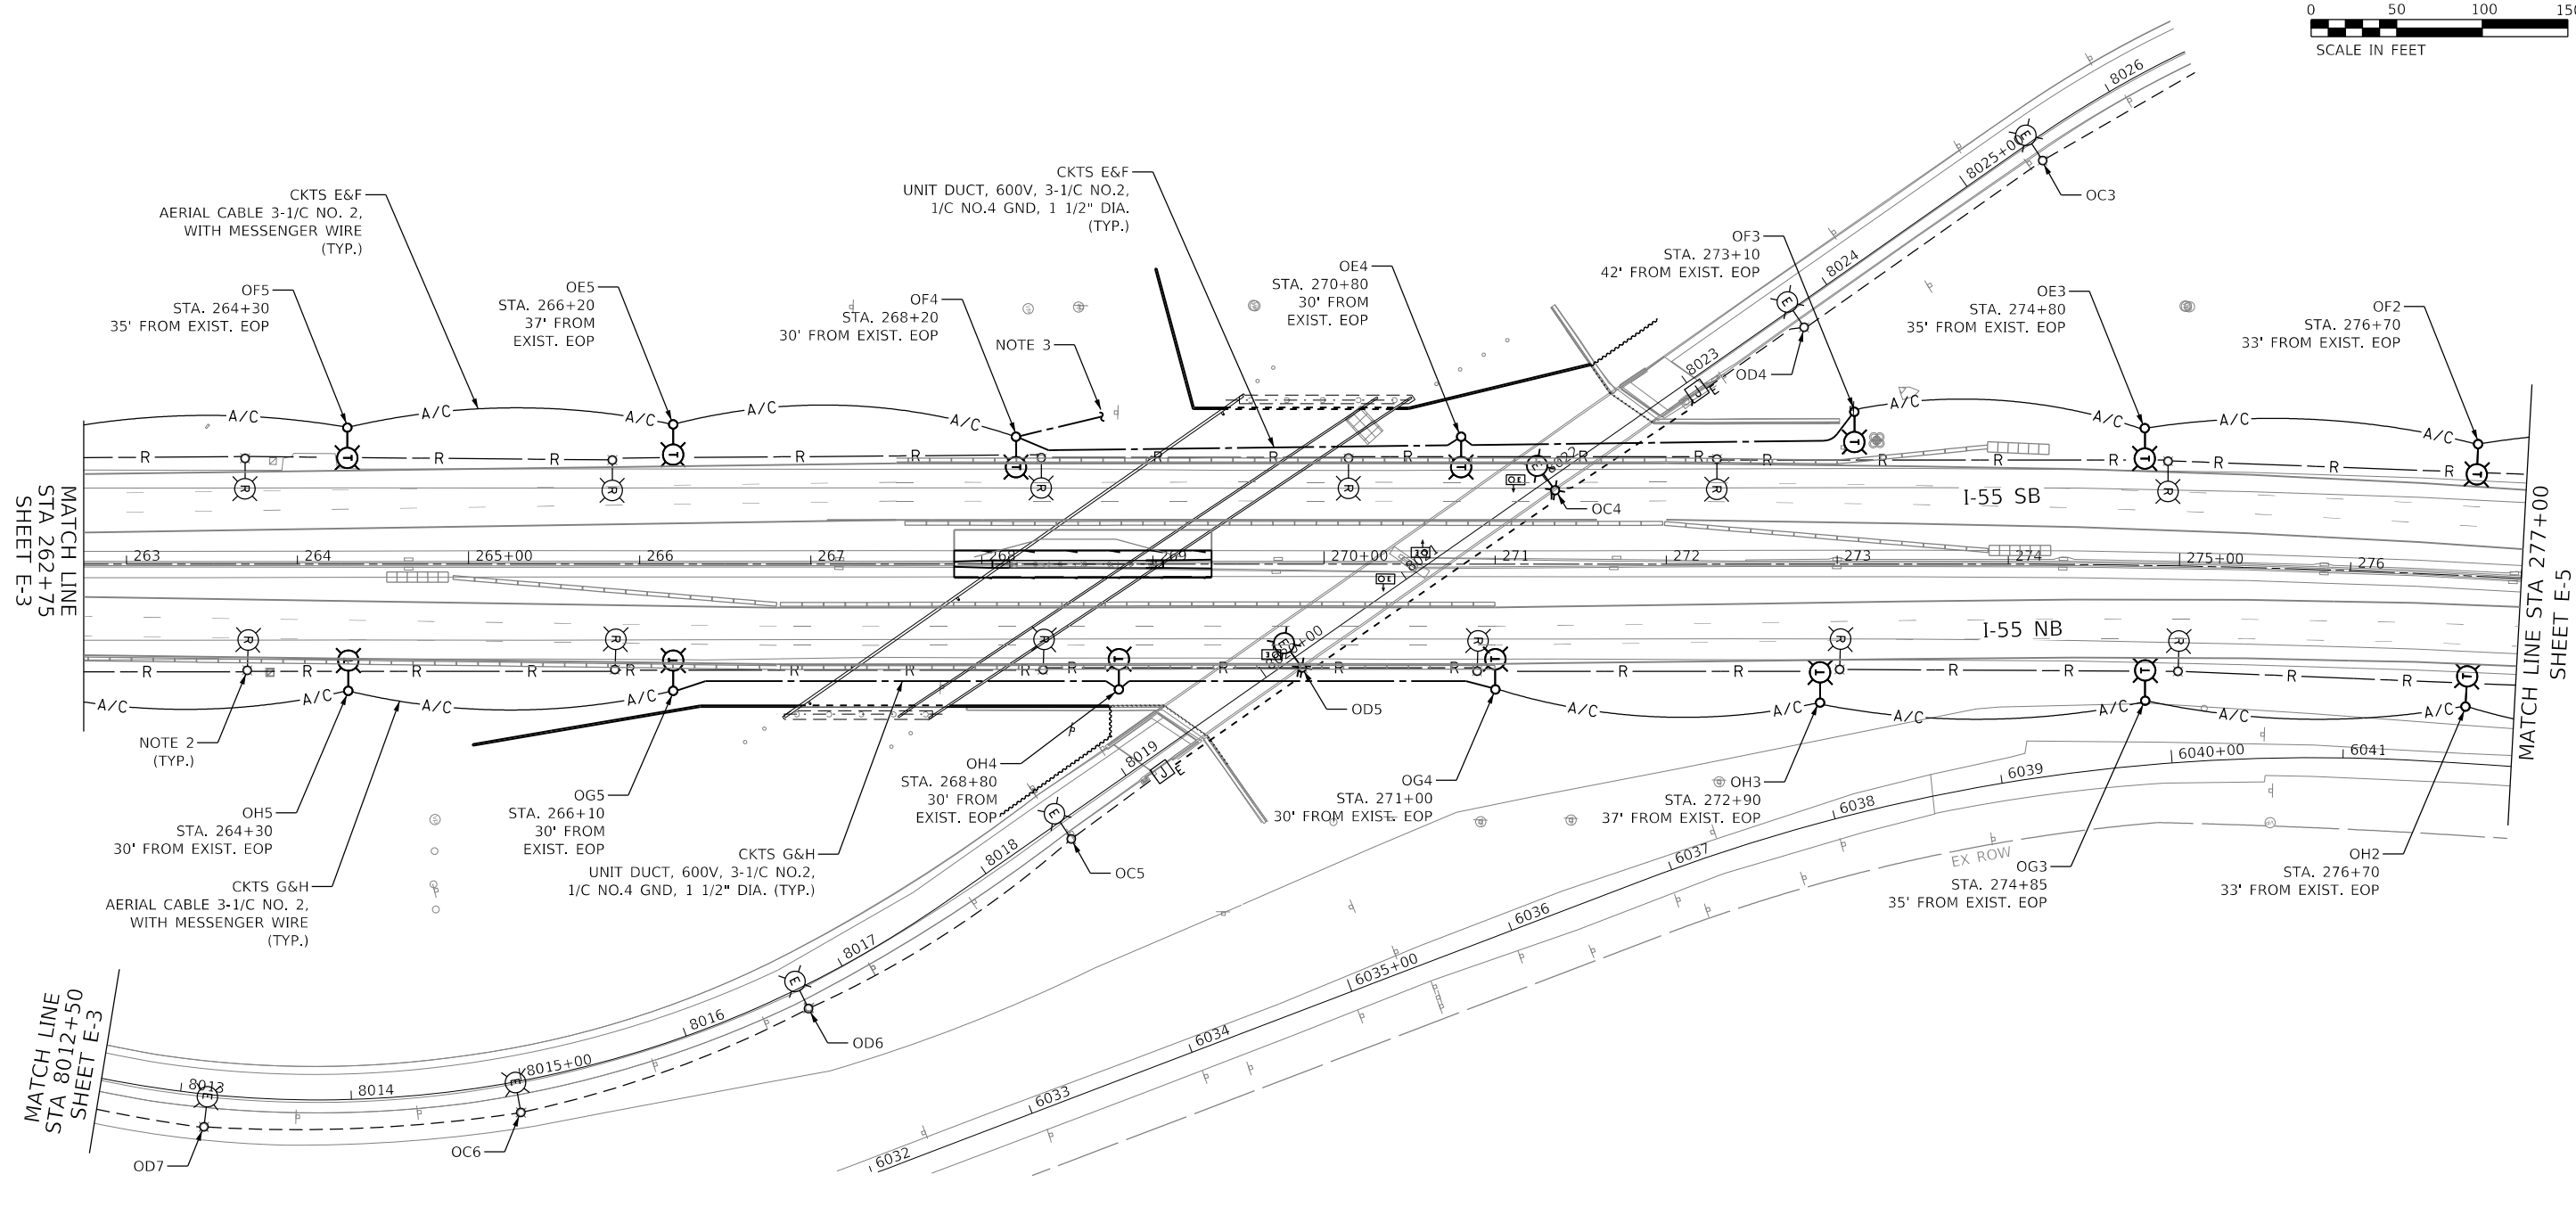 0 50 100 150
SCALE IN FEET
8026
8025+00
OC3
CKTS E&F
AERIAL CABLE 3-1/C NO. 2,
WITH MESSENGER WIRE
(TYP.)
CKTS E&F
UNIT DUCT, 600V, 3-1/C NO.2,
1/C NO.4 GND, 1 1/2" DIA.
(TYP.)
OF5
STA. 264+30
35' FROM EXIST. EOP
OE5
STA. 266+20
37' FROM
EXIST. EOP
OF4
STA. 268+20
30' FROM EXIST. EOP
NOTE 3
OE4
STA. 270+80
30' FROM
EXIST. EOP
OF3
STA. 273+10
42' FROM EXIST. EOP
8024
OE3
STA. 274+80
35' FROM EXIST. EOP
OF2
STA. 276+70
33' FROM EXIST. EOP
8023
OD4
J E
A/C A/C A/C A/C A/C A/C A/C A/C A/C
R R R R R R R R R R R R R R R R R
T T T T T T T
R R R R R R
8022
OC4
I-55 SB
MATCH LINE
STA 262+75
SHEET E-3
263 264 265+00 266 267 268 269 270+00 271 272 273 274 275+00 276
8021
8020+00
MATCH LINE STA 277+00
SHEET E-5
I-55 NB
R R R R R R
T T T T T T T
R R R R R R R R R R R R R R R R R
A/C A/C A/C A/C A/C A/C A/C A/C A/C
OD5
NOTE 2
(TYP.)
8019
J E
OH5
STA. 264+30
30' FROM EXIST. EOP
OG5
STA. 266+10
30' FROM
EXIST. EOP
OH4
STA. 268+80
30' FROM
EXIST. EOP
OG4
STA. 271+00
30' FROM EXIST. EOP
OH3
STA. 272+90
37' FROM EXIST. EOP
OG3
STA. 274+85
35' FROM EXIST. EOP
OH2
STA. 276+70
33' FROM EXIST. EOP
CKTS G&H
AERIAL CABLE 3-1/C NO. 2,
WITH MESSENGER WIRE
(TYP.)
CKTS G&H
UNIT DUCT, 600V, 3-1/C NO.2,
1/C NO.4 GND, 1 1/2" DIA. (TYP.)
8018
OC5
8017
8016
OD6
8015+00
8014
8013
OC6
OD7
MATCH LINE
STA 8012+50
SHEET E-3
6041
6040+00
6039
6038
6037
EX ROW
6036
6035+00
6034
6033
6032